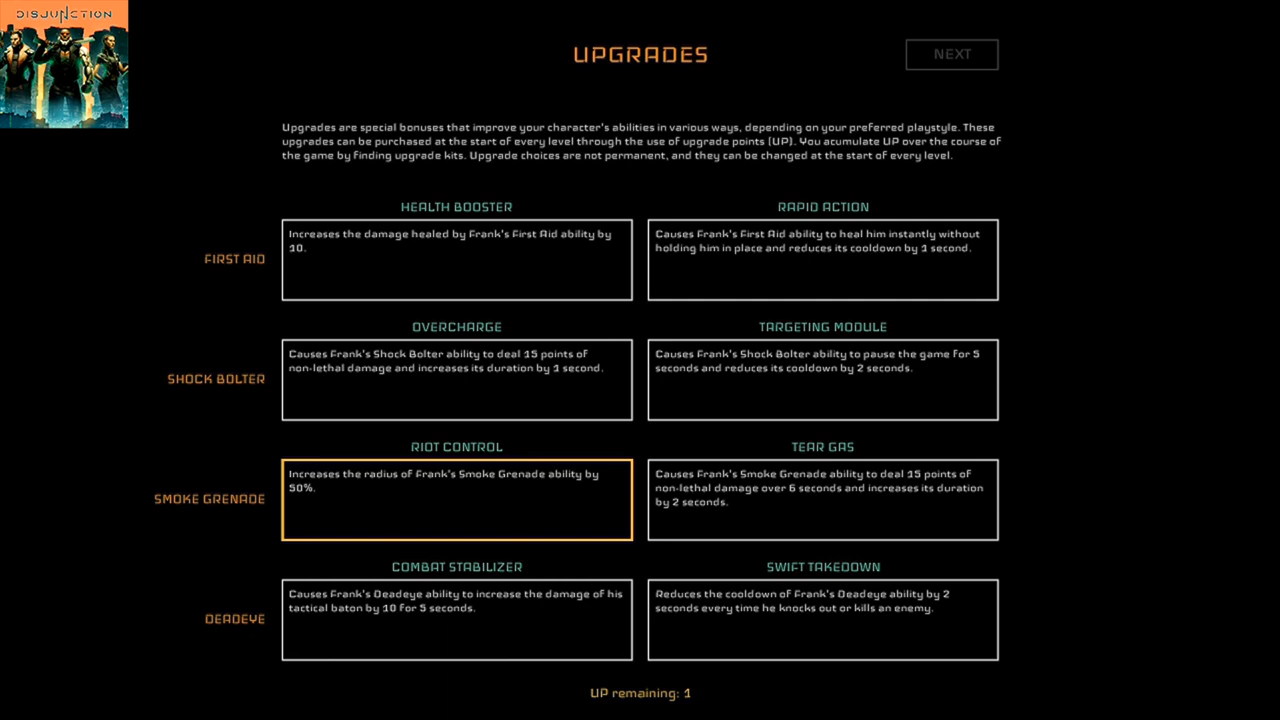 DISJUNCTION
UPGRADES
NEXT
Upgrades are special bonuses that improve your character's abilities in various ways, depending on your preferred playstyle. These
upgrades can be purchased at the start of every level through the use of upgrade points (UP). You acumulate UP over the course of
the game by finding upgrade kits. Upgrade choices are not permanent, and they can be changed at the start of every level.
HEALTH BOOSTER
RAPID ACTION
FIRST AID
Increases the damage healed by Frank's First Aid ability by
10.
Causes Frank's First Aid ability to heal him instantly without
holding him in place and reduces its cooldown by 1 second.
OVERCHARGE
TARGETING MODULE
SHOCK BOLTER
Causes Frank's Shock Bolter ability to deal 15 points of
non-lethal damage and increases its duration by 1 second.
Causes Frank's Shock Bolter ability to pause the game for 5
seconds and reduces its cooldown by 2 seconds.
RIOT CONTROL
TEAR GAS
SMOKE GRENADE
Increases the radius of Frank's Smoke Grenade ability by
50%.
Causes Frank's Smoke Grenade ability to deal 15 points of
non-lethal damage over 6 seconds and increases its duration
by 2 seconds.
COMBAT STABILIZER
SWIFT TAKEDOWN
DEADEYE
Causes Frank's Deadeye ability to increase the damage of his
tactical baton by 10 for 5 seconds.
Reduces the cooldown of Frank's Deadeye ability by 2
seconds every time he knocks out or kills an enemy.
UP remaining: 1